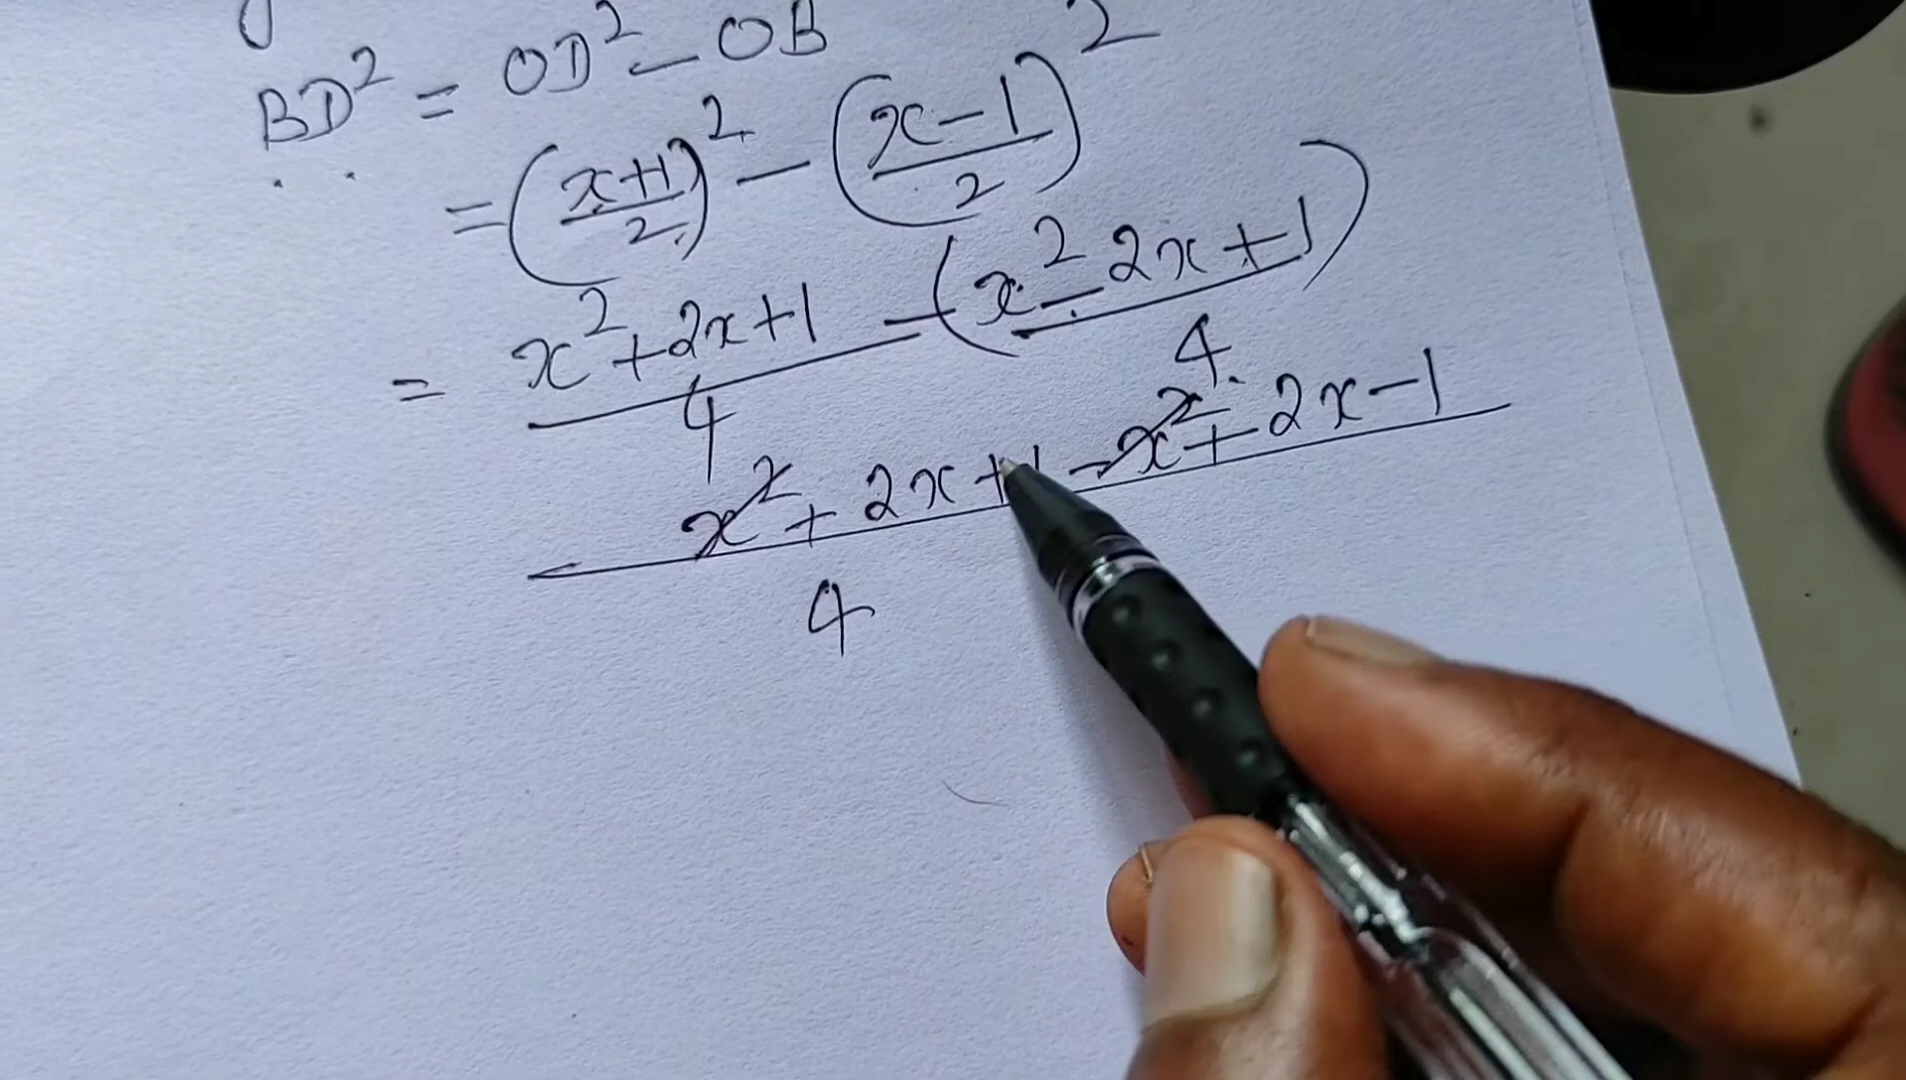 BD² = OD² - OB
= (x+1/2)² - (x-1/2)²
= x²+2x+1/4 - (x²-2x+1)/4
x²+2x+1-x²+2x-1/4